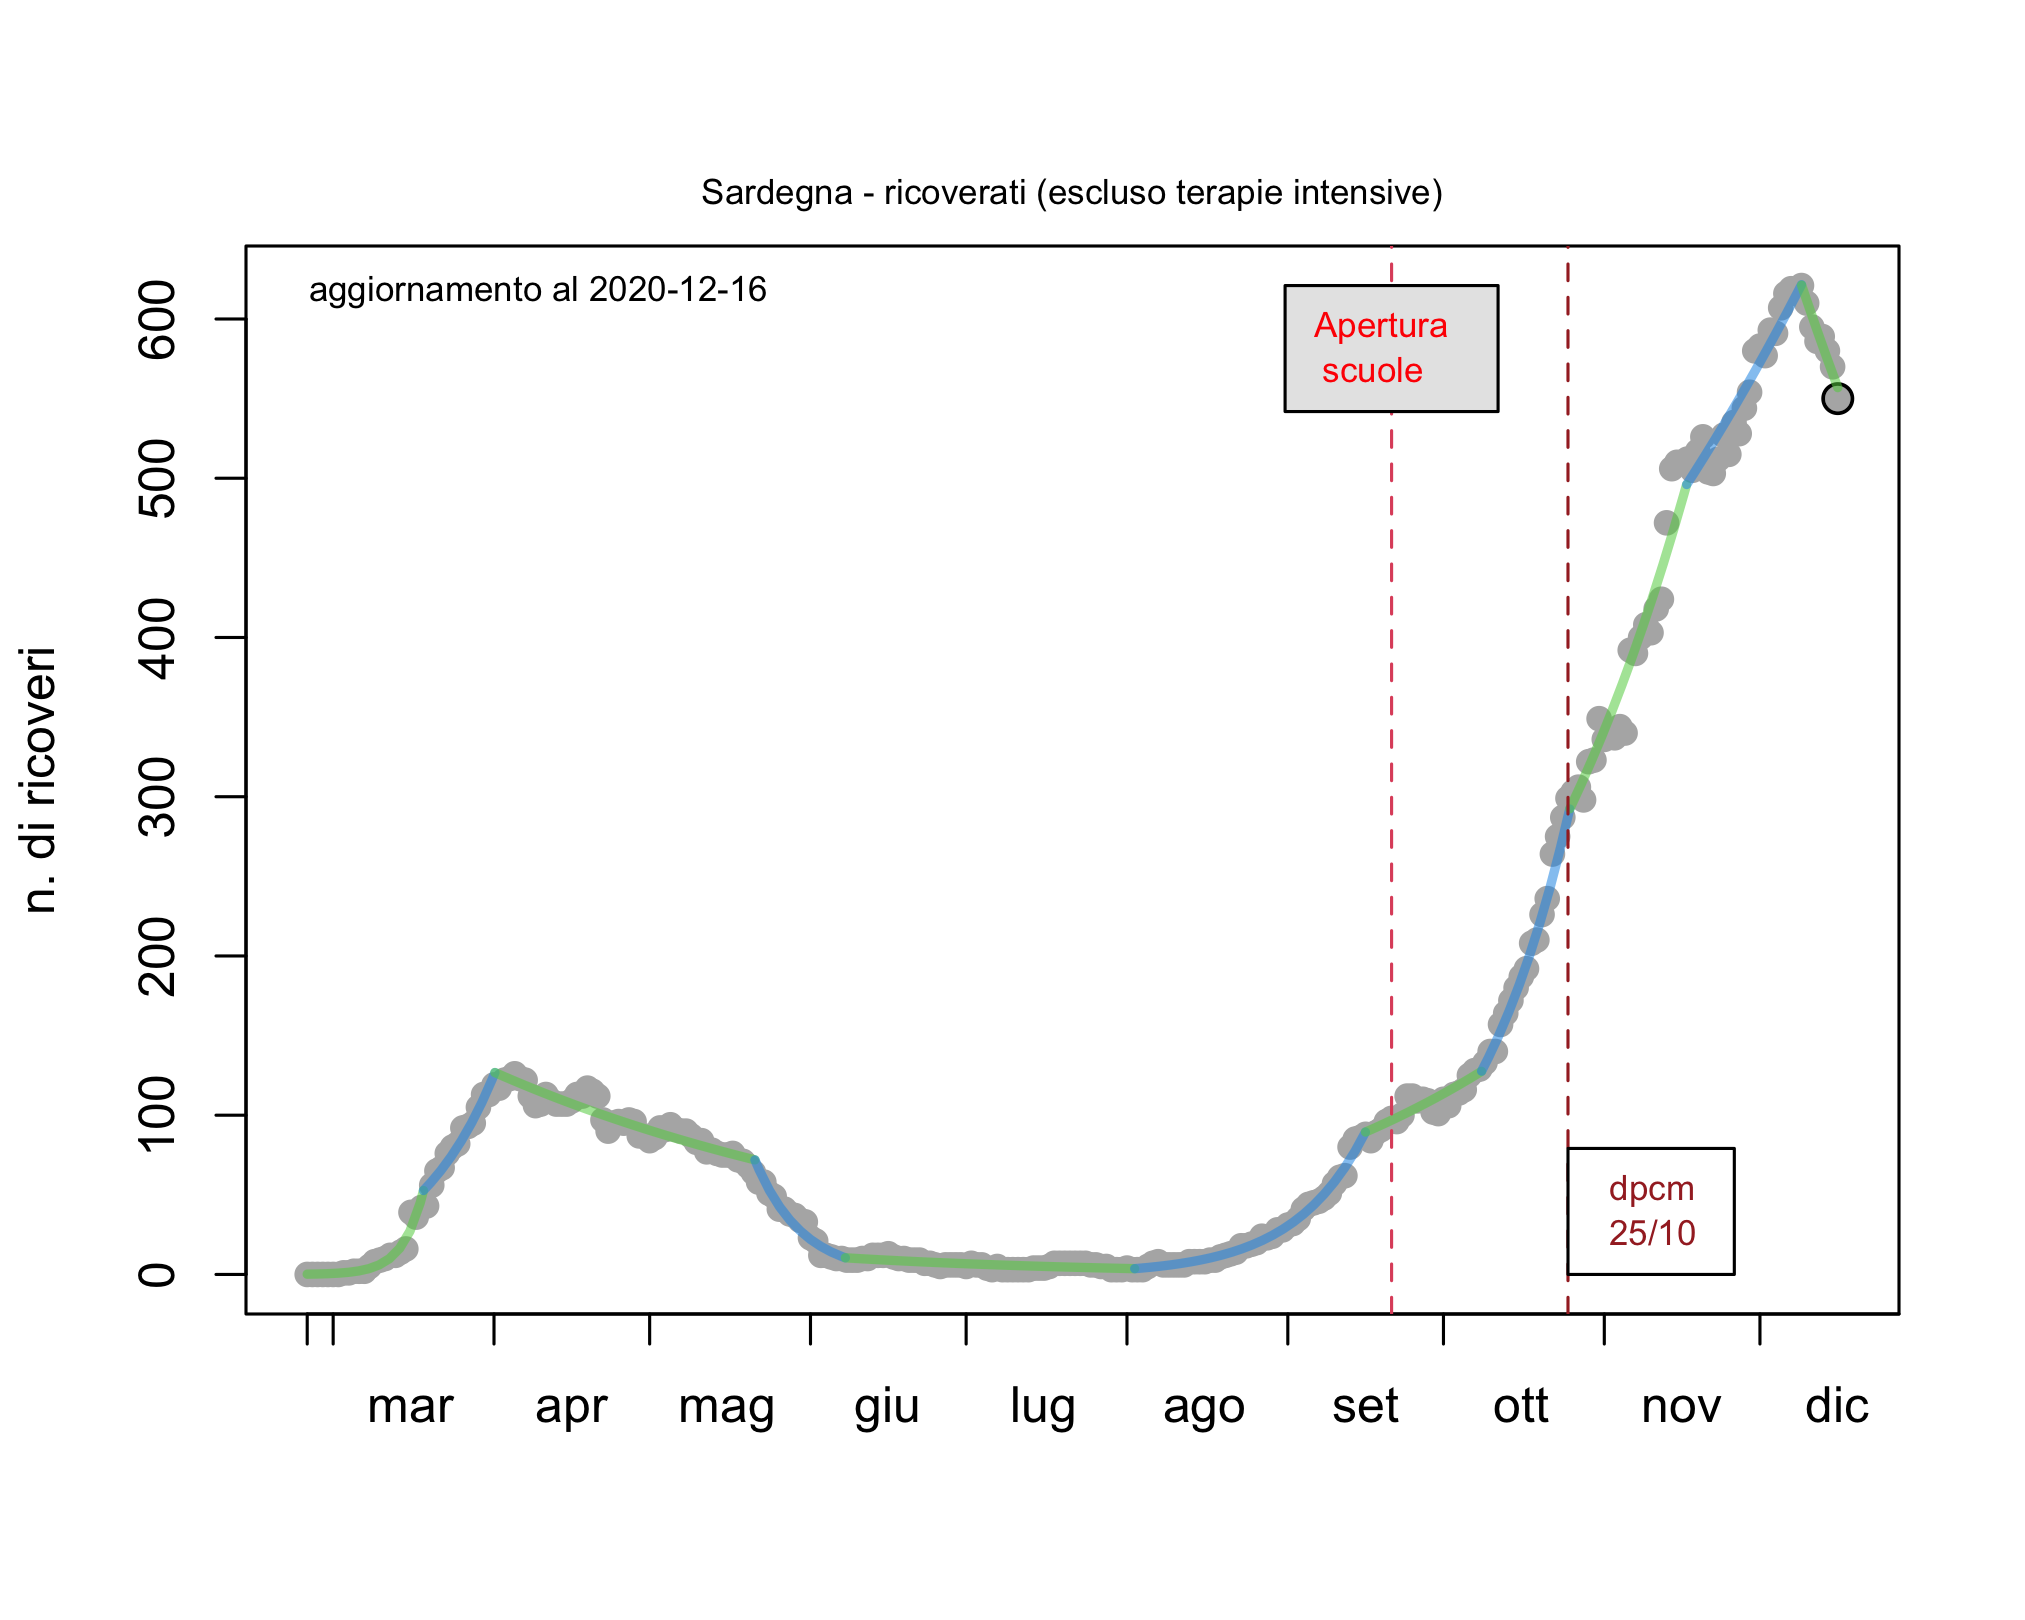 Sardegna - ricoverati (escluso terapie intensive)
aggiornamento al 2020-12-16
Apertura
scuole
dpcm
25/10
n. di ricoveri
600
500
400
300
200
100
0
mar apr mag giu lug ago set ott nov dic